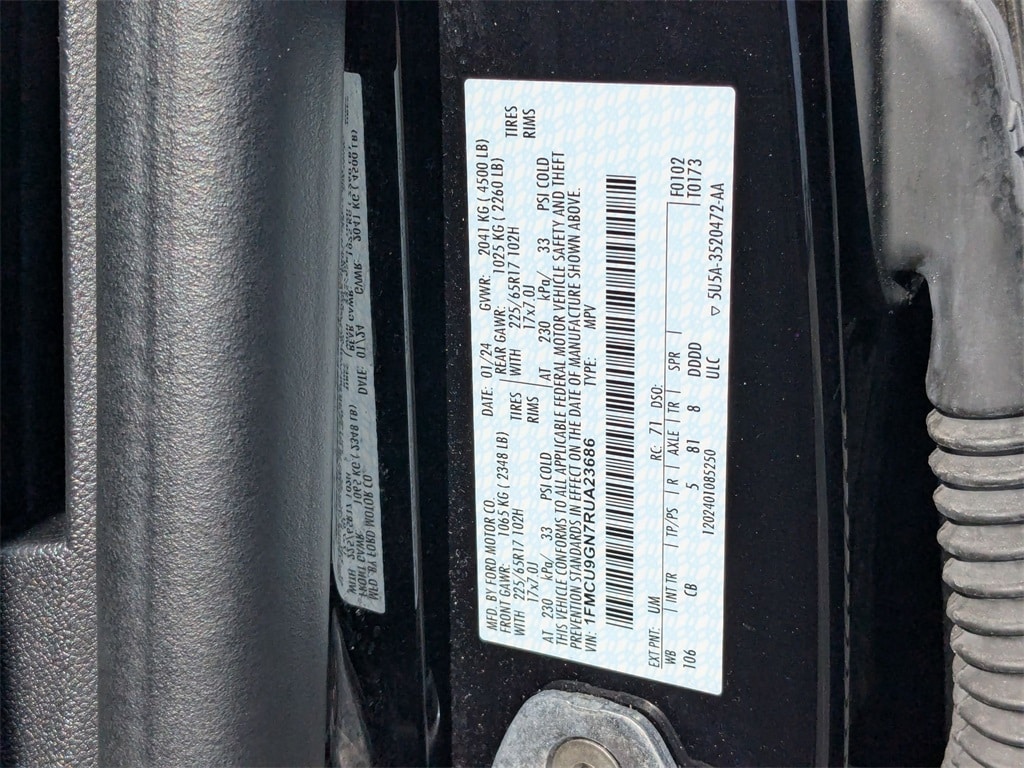 MFD. BY FORD MOTOR CO. DATE: 01/24 GVWR: 2041 KG ( 4500 LB)
FRONT GAWR: 1065 KG ( 2348 LB) REAR GAWR: 1025 KG ( 2260 LB)
WITH 225/65R17 102H TIRES WITH 225/65R17 102H TIRES
17x7.0J RIMS 17x7.0J RIMS
AT 230 kPa/ 33 PSI COLD AT 230 kPa/ 33 PSI COLD
THIS VEHICLE CONFORMS TO ALL APPLICABLE FEDERAL MOTOR VEHICLE SAFETY AND THEFT
PREVENTION STANDARDS IN EFFECT ON THE DATE OF MANUFACTURE SHOWN ABOVE.
VIN: 1FMCU9GN7RUA23686 TYPE: MPV
EXT PNT: UM RC: 71 DSO: F0102
WB | INT TR | TP/PS | R | AXLE | TR | SPR | T0173
106 CB 5 81 8 DDDD
120240108525​0 ULC
▽ 5U5A-3520472-AA